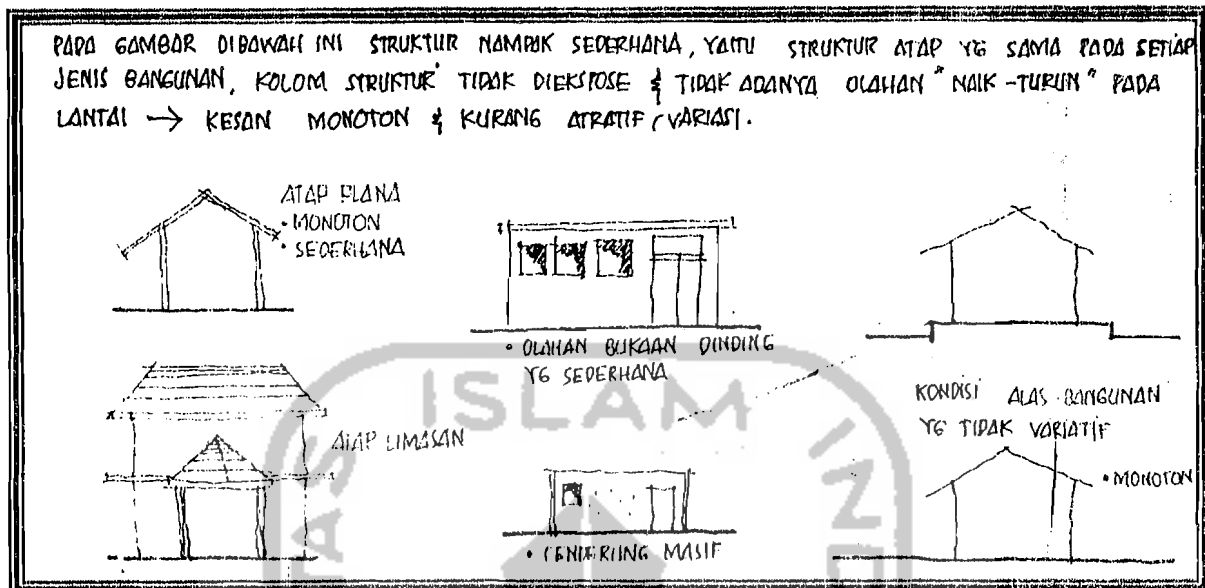 PADA GAMBAR DIBAWAH INI STRUKTUR NAMPAK SEDERHANA, YAITU STRUKTUR ATAP YG SAMA PADA SETIAP
JENIS BANGUNAN, KOLOM STRUKTUR TIDAK DIEKSPOSE & TIDAK ADANYA OLAHAN "NAIK-TURUN" PADA
LANTAI → KESAN MONOTON & KURANG ATRATIF (VARIASI.
ATAP PLANA
• MONOTON
• SEDERHANA
• OLAHAN BUKAAN DINDING
YG SEDERHANA
ATAP LIMASAN
• CENDERUNG MASIF
KONDISI ALAS BANGUNAN
YG TIDAK VARIATIF
• MONOTON
ISLAM